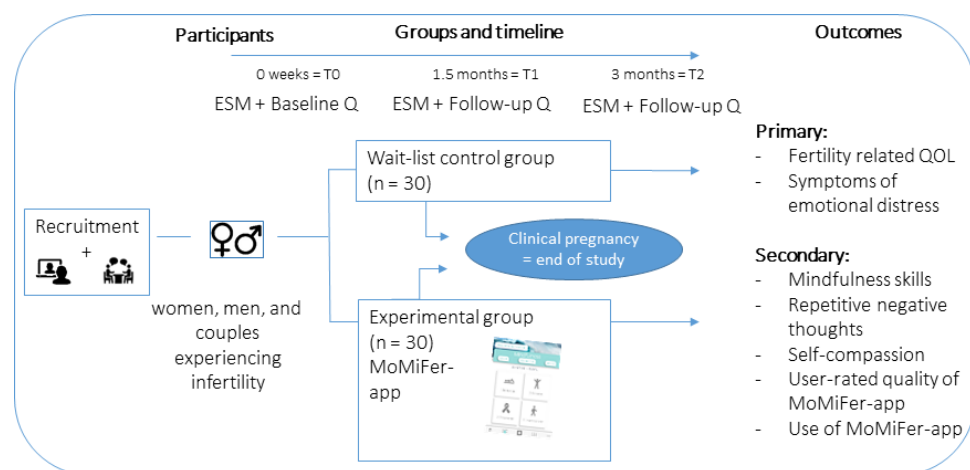 Participants
Groups and timeline
Outcomes
0 weeks = T0
1.5 months = T1
3 months = T2
ESM + Baseline Q
ESM + Follow-up Q
ESM + Follow-up Q
Recruitment
+
women, men, and
couples
experiencing
infertility
Wait-list control group
(n = 30)
Clinical pregnancy
= end of study
Experimental group
(n = 30)
MoMiFer-
app
Primary:
- Fertility related QOL
- Symptoms of
emotional distress
Secondary:
- Mindfulness skills
- Repetitive negative
thoughts
- Self-compassion
- User-rated quality of
MoMiFer-app
- Use of MoMiFer-app